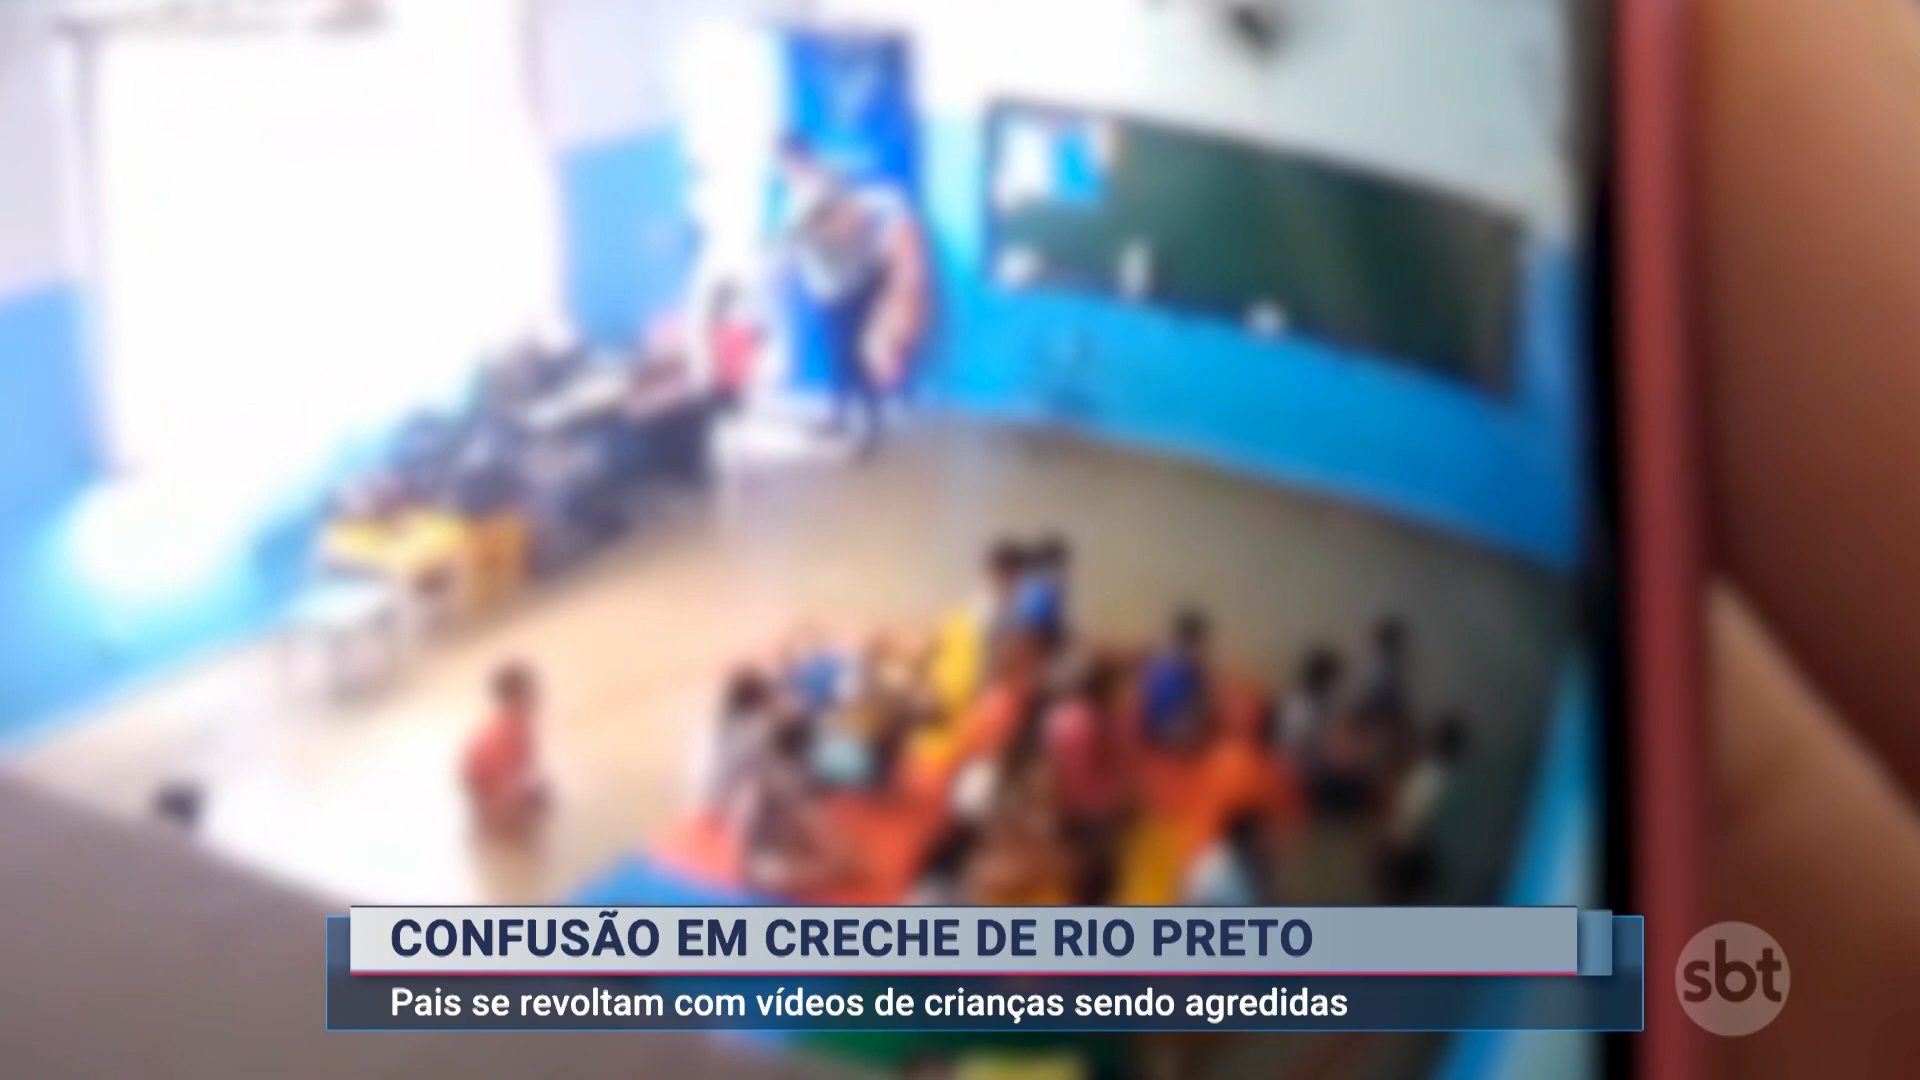 CONFUSÃO EM CRECHE DE RIO PRETO
Pais se revoltam com vídeos de crianças sendo agredidas
sbt